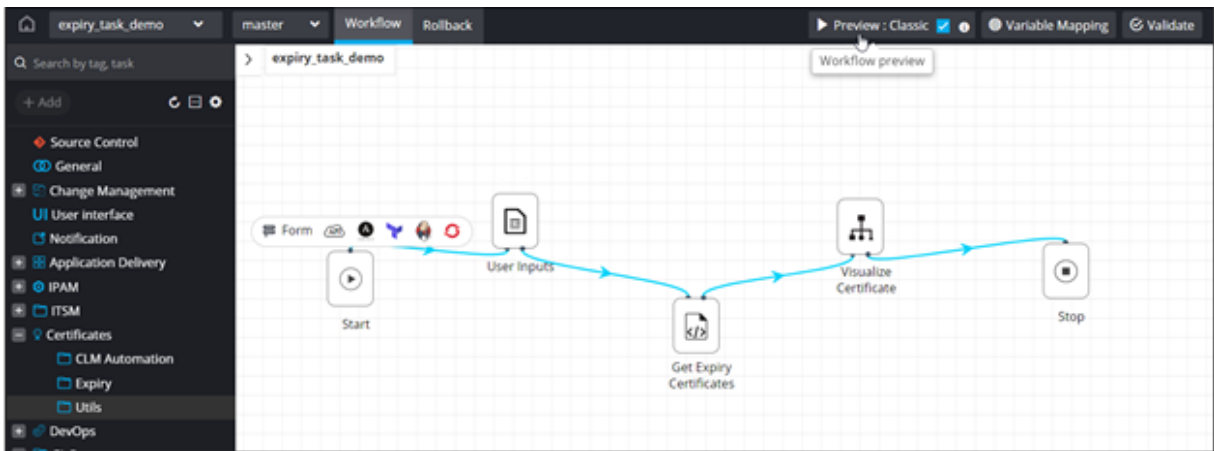 expiry_task_demo
master
Workflow
Rollback
Preview : Classic
Variable Mapping
Validate
Search by tag, task
expiry_task_demo
Workflow preview
+ Add
Source Control
General
Change Management
UI User interface
Notification
Application Delivery
IPAM
ITSM
Certificates
CLM Automation
Expiry
Utils
DevOps
Form
Start
User Inputs
Get Expiry
Certificates
Visualize
Certificate
Stop